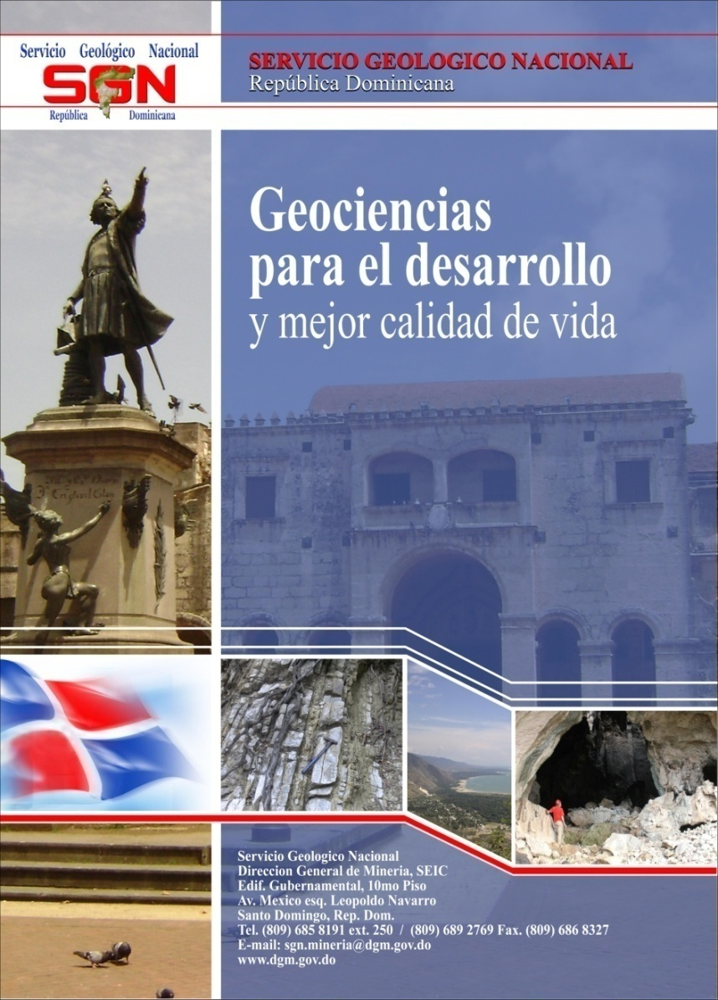 Servicio Geológico Nacional
SGN
República Dominicana
SERVICIO GEOLOGICO NACIONAL
República Dominicana
Geociencias
para el desarrollo
y mejor calidad de vida
Cristobal Colon
Servicio Geologico Nacional
Direccion General de Mineria, SEIC
Edif. Gubernamental, 10mo Piso
Av. Mexico esq. Leopoldo Navarro
Santo Domingo, Rep. Dom.
Tel. (809) 685 8191 ext. 250 / (809) 689 2769 Fax. (809) 686 8327
E-mail: sgn.mineria@dgm.gov.do
www.dgm.gov.do